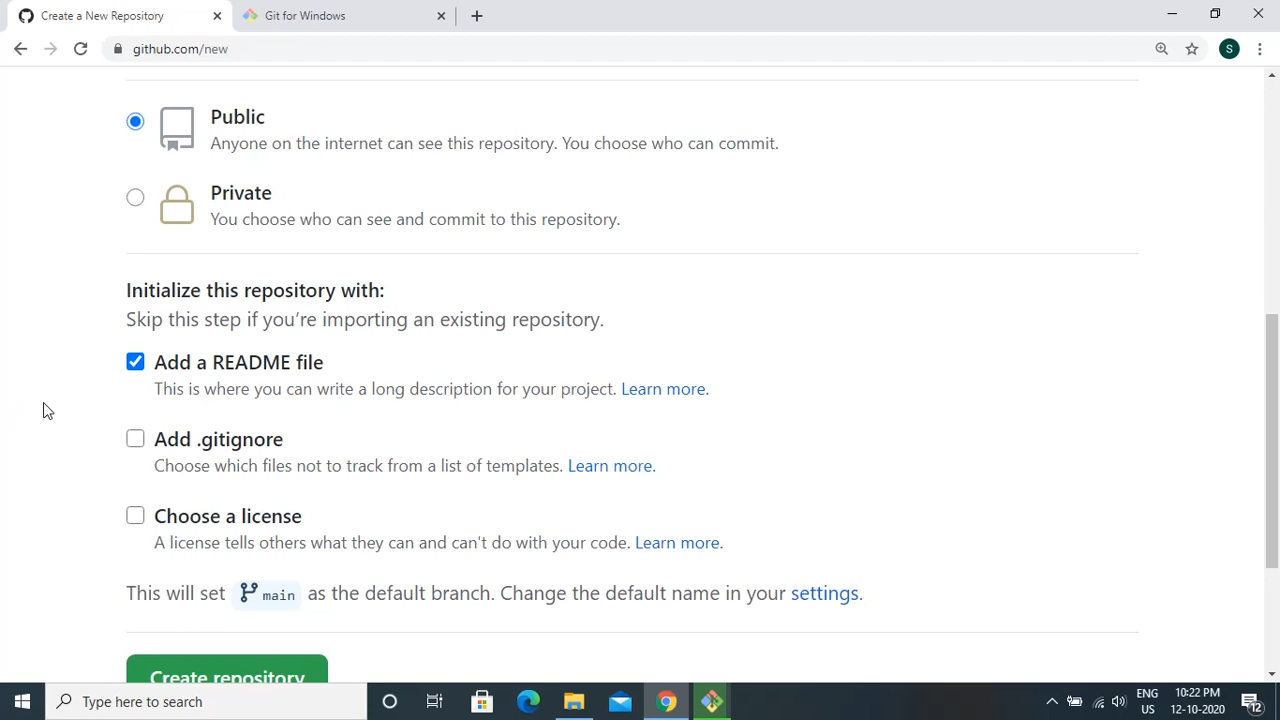 Create a New Repository
Git for Windows
github.com/new
S
Public
Anyone on the internet can see this repository. You choose who can commit.
Private
You choose who can see and commit to this repository.
Initialize this repository with:
Skip this step if you're importing an existing repository.
Add a README file
This is where you can write a long description for your project. Learn more.
Add .gitignore
Choose which files not to track from a list of templates. Learn more.
Choose a license
A license tells others what they can and can't do with your code. Learn more.
This will set main as the default branch. Change the default name in your settings.
Create repository
Type here to search
ENG
US
10:22 PM
12-10-2020
12